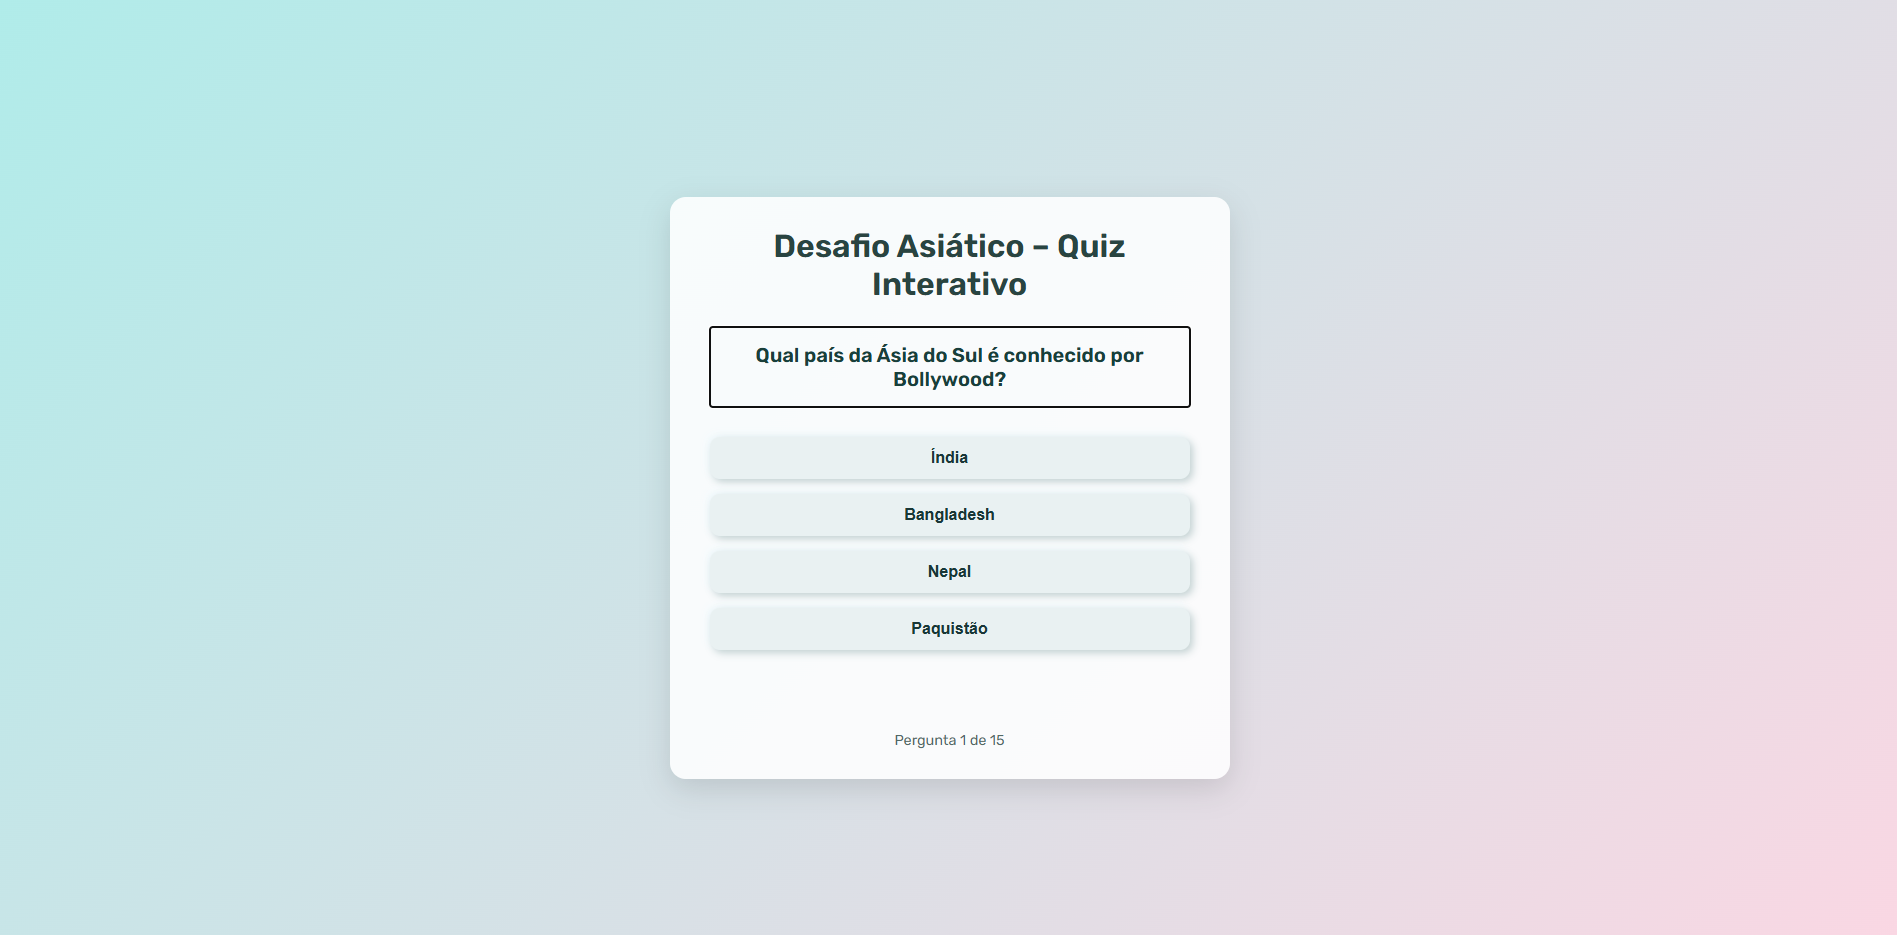 Desafio Asiático – Quiz
Interativo
Qual país da Ásia do Sul é conhecido por
Bollywood?
Índia
Bangladesh
Nepal
Paquistão
Pergunta 1 de 15